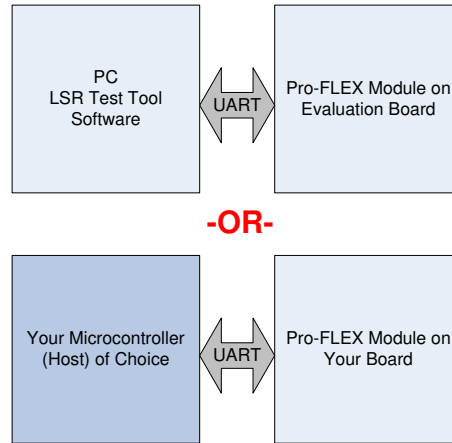 PC
LSR Test Tool
Software
UART
Pro-FLEX Module on
Evaluation Board
-OR-
Your Microcontroller
(Host) of Choice
UART
Pro-FLEX Module on
Your Board